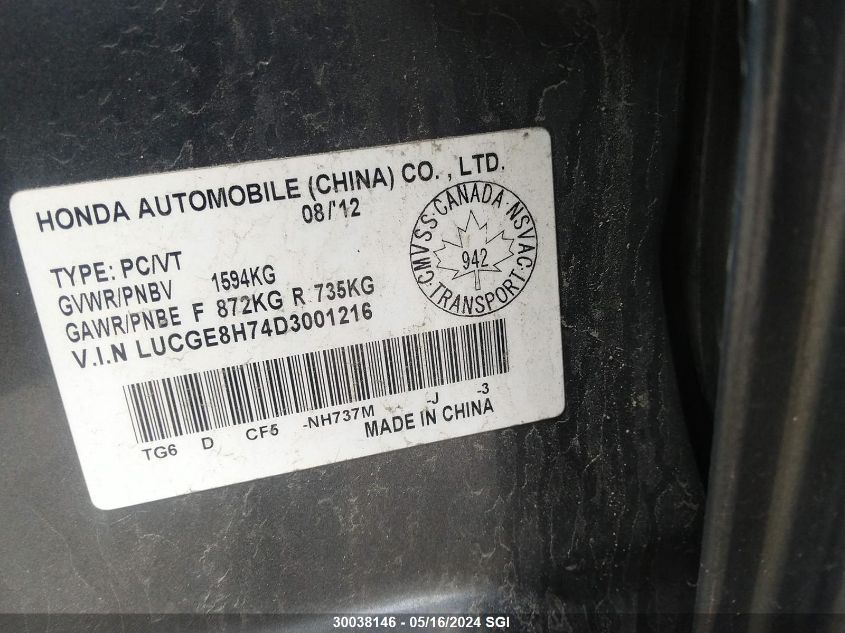 HONDA AUTOMOBILE (CHINA) CO., LTD.
08/'12
TYPE: PC/VT
GVWR/PNBV 1594KG
GAWR/PNBE F 872KG R 735KG
V.I.N LUCGE8H74D3001216
CMVSS·CANADA·NSVAC·TRANSPORT·
942
TG6 D CF5 -NH737M -J -3
MADE IN CHINA
30038146 - 05/16/2024 SGI